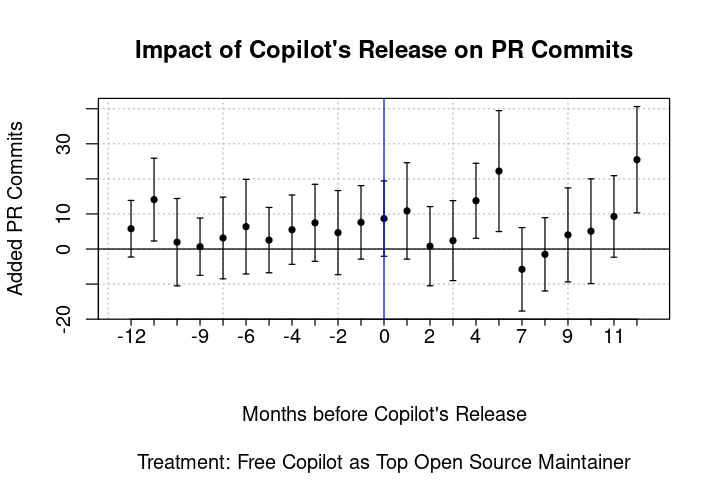 Impact of Copilot's Release on PR Commits
Added PR Commits
30
10
0
-20
-12 -9 -6 -4 -2 0 2 4 7 9 11
Months before Copilot's Release
Treatment: Free Copilot as Top Open Source Maintainer